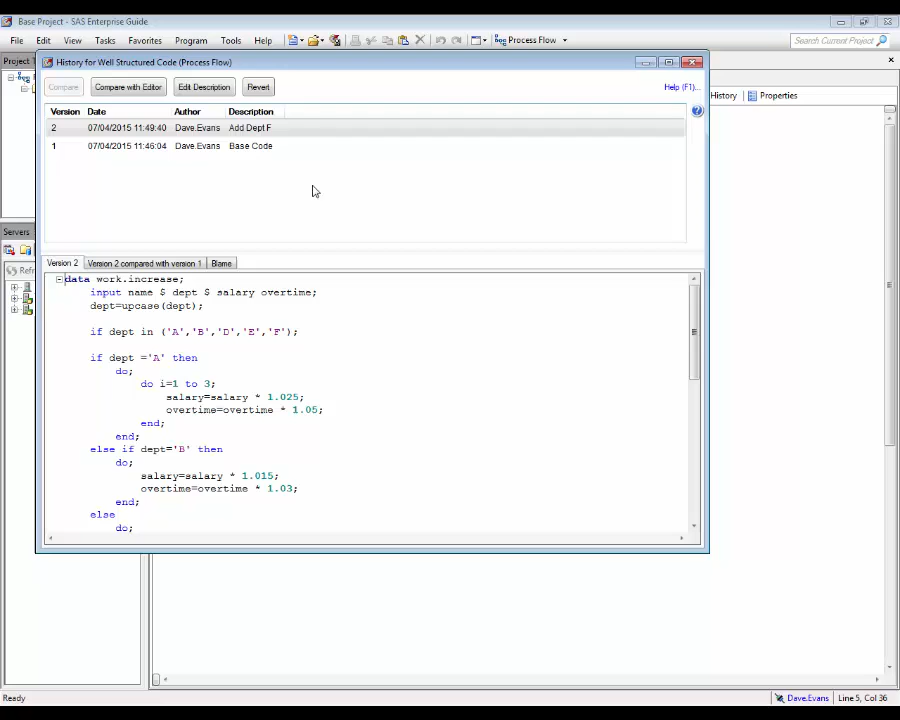 Base Project - SAS Enterprise Guide
File Edit View Tasks Favorites Program Tools Help Process Flow Search Current Project
Project T
History for Well Structured Code (Process Flow)
Compare Compare with Editor Edit Description Revert Help (F1)...
History Properties
Version Date Author Description
2 07/04/2015 11:49:40 Dave.Evans Add Dept F
1 07/04/2015 11:46:04 Dave.Evans Base Code
Servers
Refr
Version 2 Version 2 compared with version 1 Blame
data work.increase;
input name $ dept $ salary overtime;
dept=upcase(dept);
if dept in ('A','B','D','E','F');
if dept ='A' then
do;
do i=1 to 3;
salary=salary * 1.025;
overtime=overtime * 1.05;
end;
end;
else if dept='B' then
do;
salary=salary * 1.015;
overtime=overtime * 1.03;
end;
else
do;
Ready Dave.Evans Line 5, Col 36